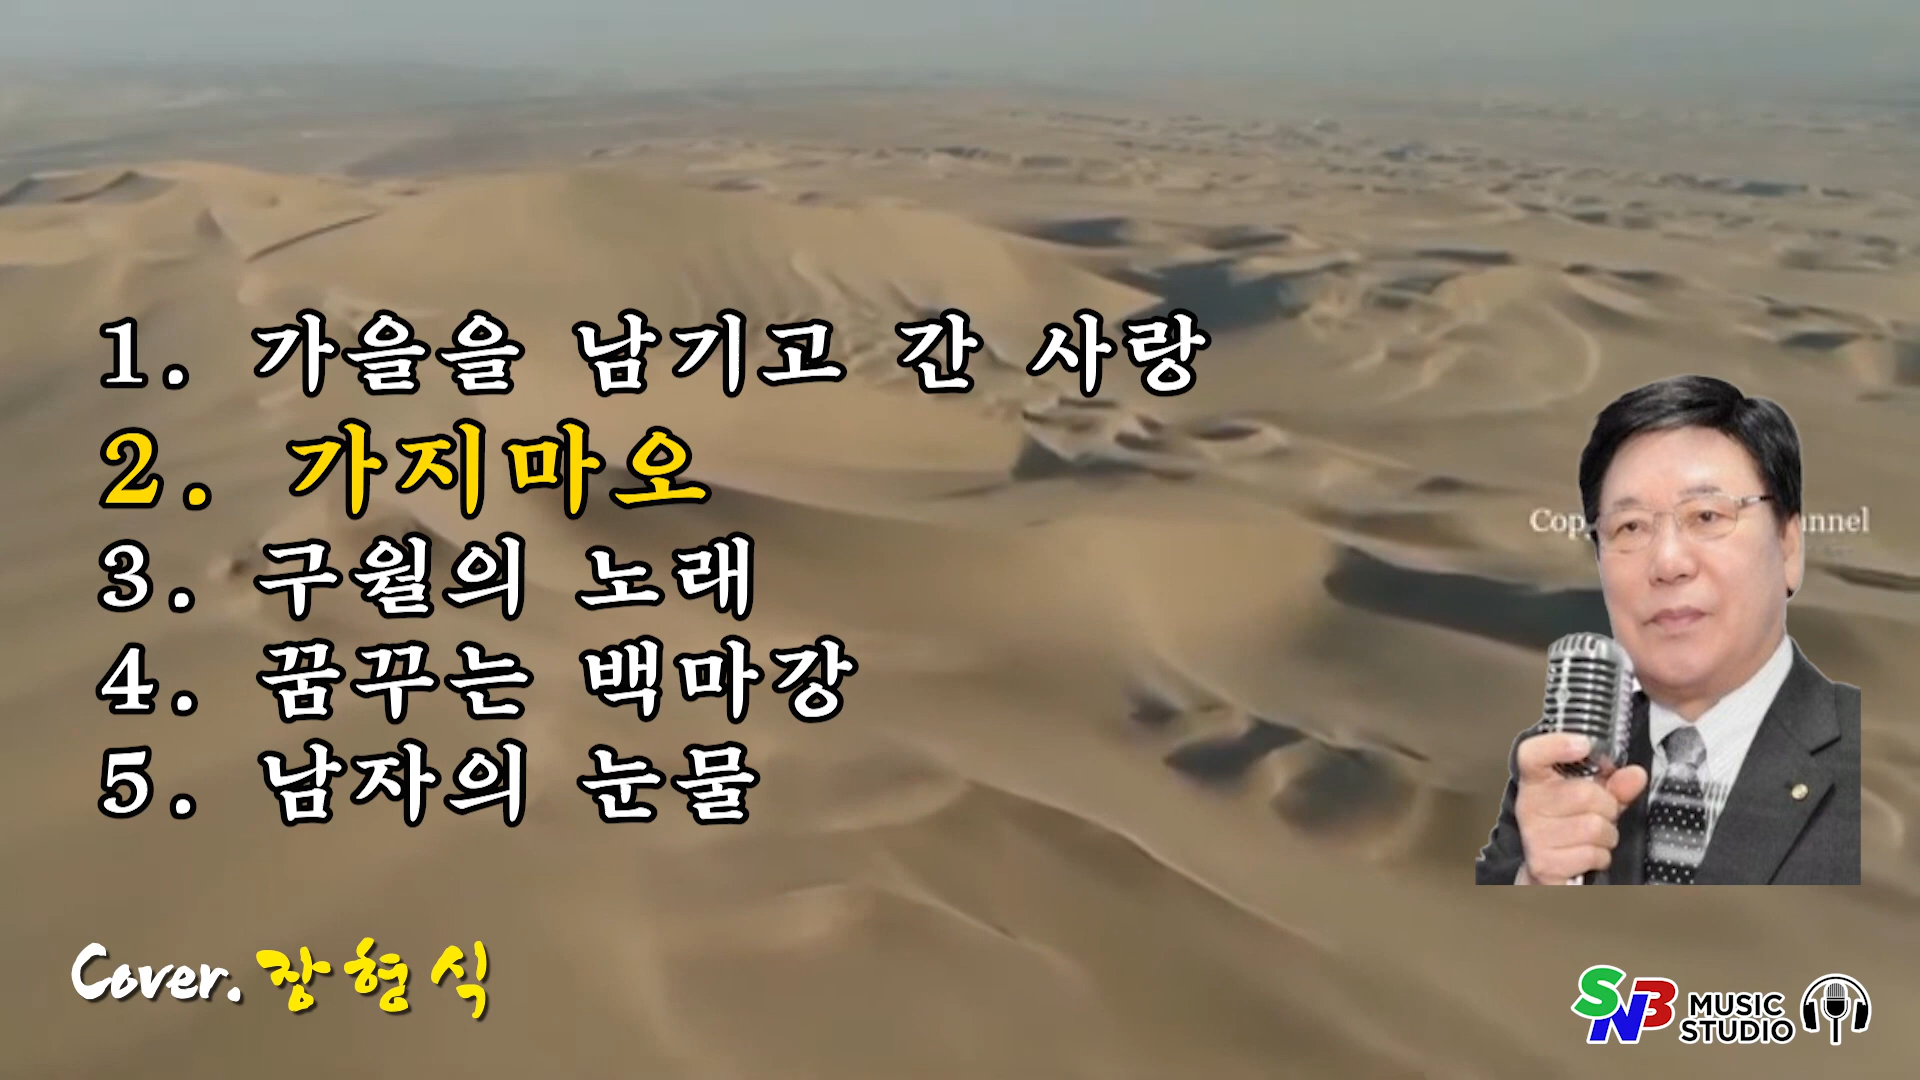 1. 가을을 남기고 간 사랑
2. 가지마오
3. 구월의 노래
4. 꿈꾸는 백마강
5. 남자의 눈물
Cover. 장형식
SNB MUSIC
STUDIO